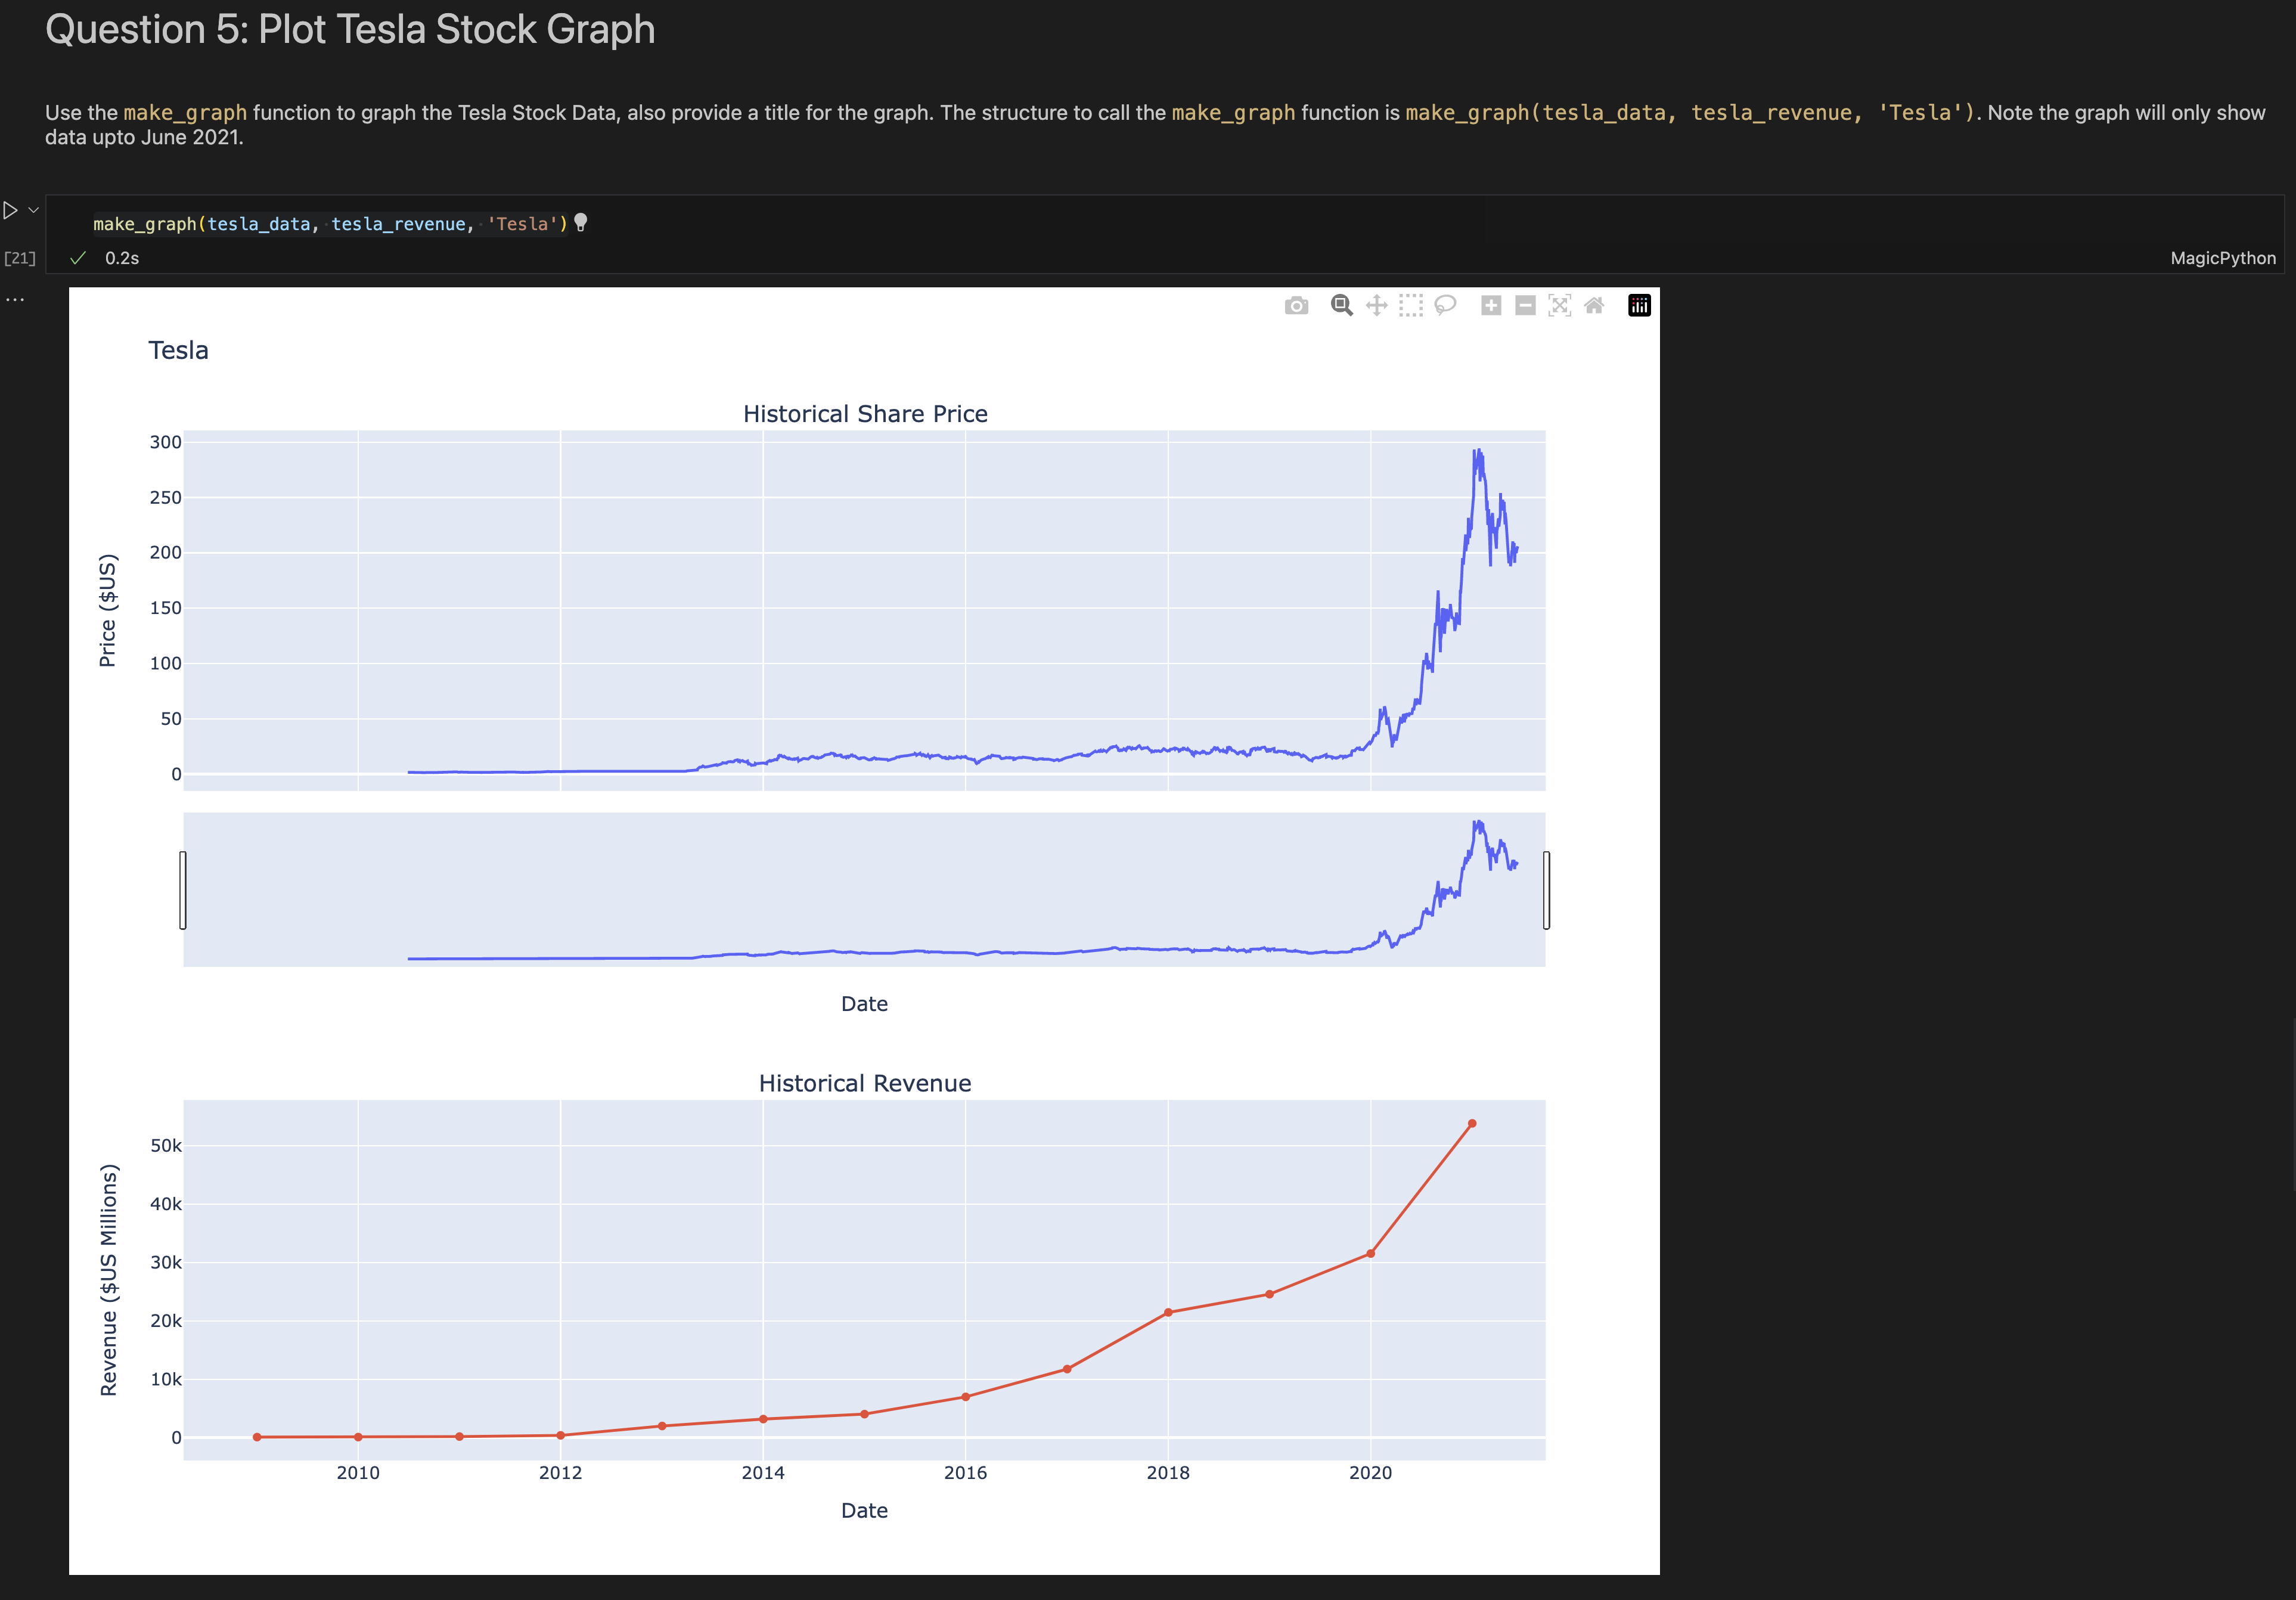 Question 5: Plot Tesla Stock Graph
Use the make_graph function to graph the Tesla Stock Data, also provide a title for the graph. The structure to call the make_graph function is make_graph(tesla_data, tesla_revenue, 'Tesla'). Note the graph will only show
data upto June 2021.
make_graph(tesla_data, tesla_revenue, 'Tesla')
[21]
0.2s
MagicPython
...
Tesla
Historical Share Price
300
250
200
150
100
50
0
Price ($US)
Date
Historical Revenue
50k
40k
30k
20k
10k
0
Revenue ($US Millions)
2010
2012
2014
2016
2018
2020
Date